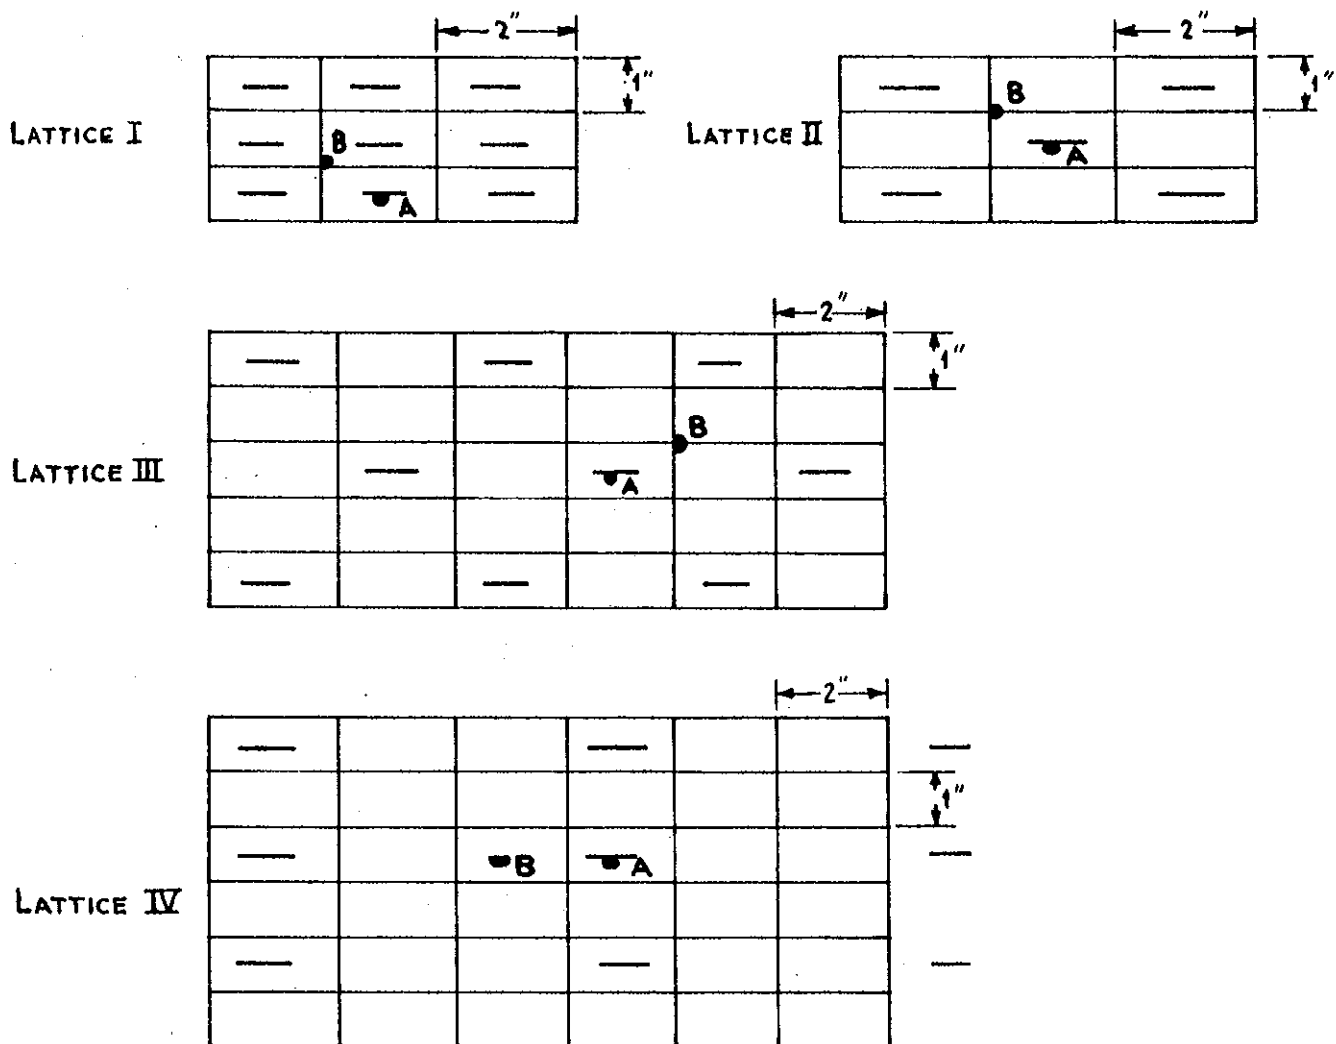 2"
1"
LATTICE I
B
A
2"
1"
LATTICE II
B
A
2"
1"
LATTICE III
B
A
2"
1"
LATTICE IV
B
A